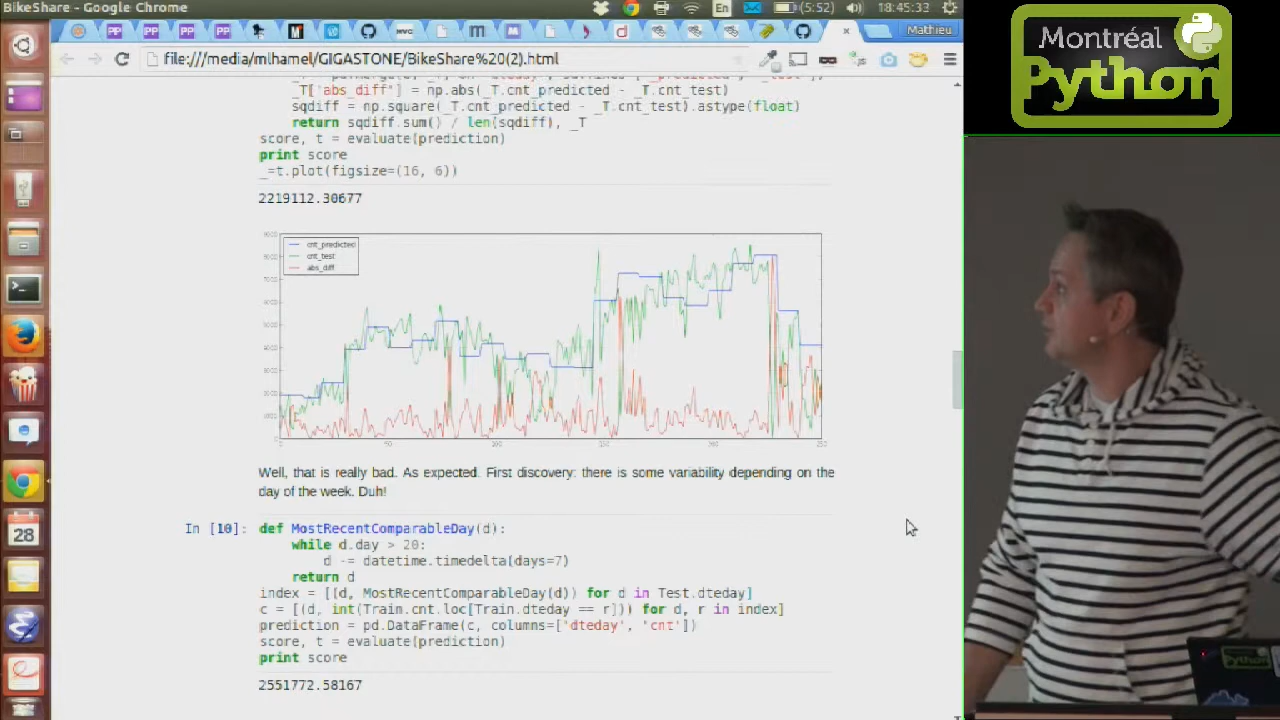 BikeShare - Google Chrome
En
(5:52)
18:45:33
Mathieu
file:///media/mlhamel/GIGASTONE/BikeShare%20(2).html
Montréal
Python
_T['abs_diff'] = np.abs(_T.cnt_predicted - _T.cnt_test)
sqdiff = np.square(_T.cnt_predicted - _T.cnt_test).astype(float)
return sqdiff.sum() / len(sqdiff), _T
score, t = evaluate(prediction)
print score
_=t.plot(figsize=(16, 6))
2219112.30677
cnt_predicted
cnt_test
abs_diff
Well, that is really bad. As expected. First discovery: there is some variability depending on the
day of the week. Duh!
In [10]: def MostRecentComparableDay(d):
while d.day > 20:
d -= datetime.timedelta(days=7)
return d
index = [(d, MostRecentComparableDay(d)) for d in Test.dteday]
c = [(d, int(Train.cnt.loc[Train.dteday == r])) for d, r in index]
prediction = pd.DataFrame(c, columns=['dteday', 'cnt'])
score, t = evaluate(prediction)
print score
2551772.58167
28
Python